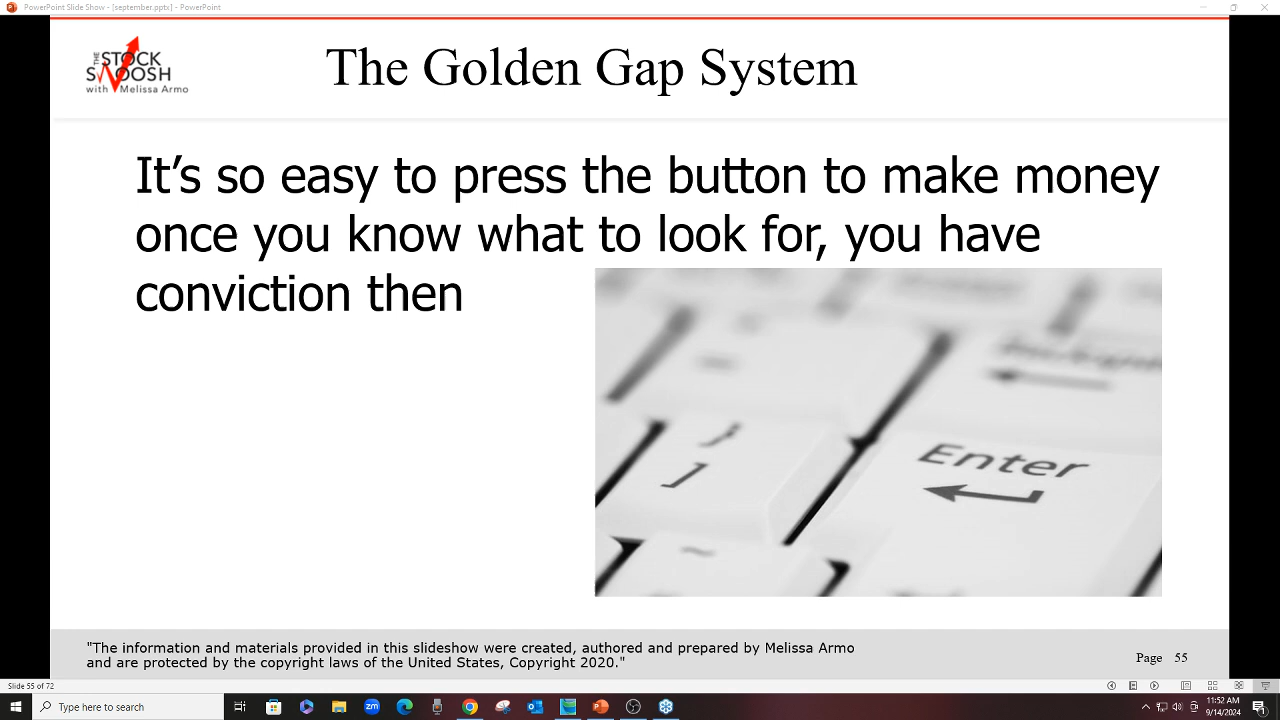 PowerPoint Slide Show - [september.pptx] - PowerPoint
THE
STOCK
SWOOSH
with Melissa Armo
The Golden Gap System
It’s so easy to press the button to make money
once you know what to look for, you have
conviction then
}
]
Enter
~
"The information and materials provided in this slideshow were created, authored and prepared by Melissa Armo
and are protected by the copyright laws of the United States, Copyright 2020."
Page 55
Slide 55 of 72
Type here to search
zm
11:52 AM
9/14/2024